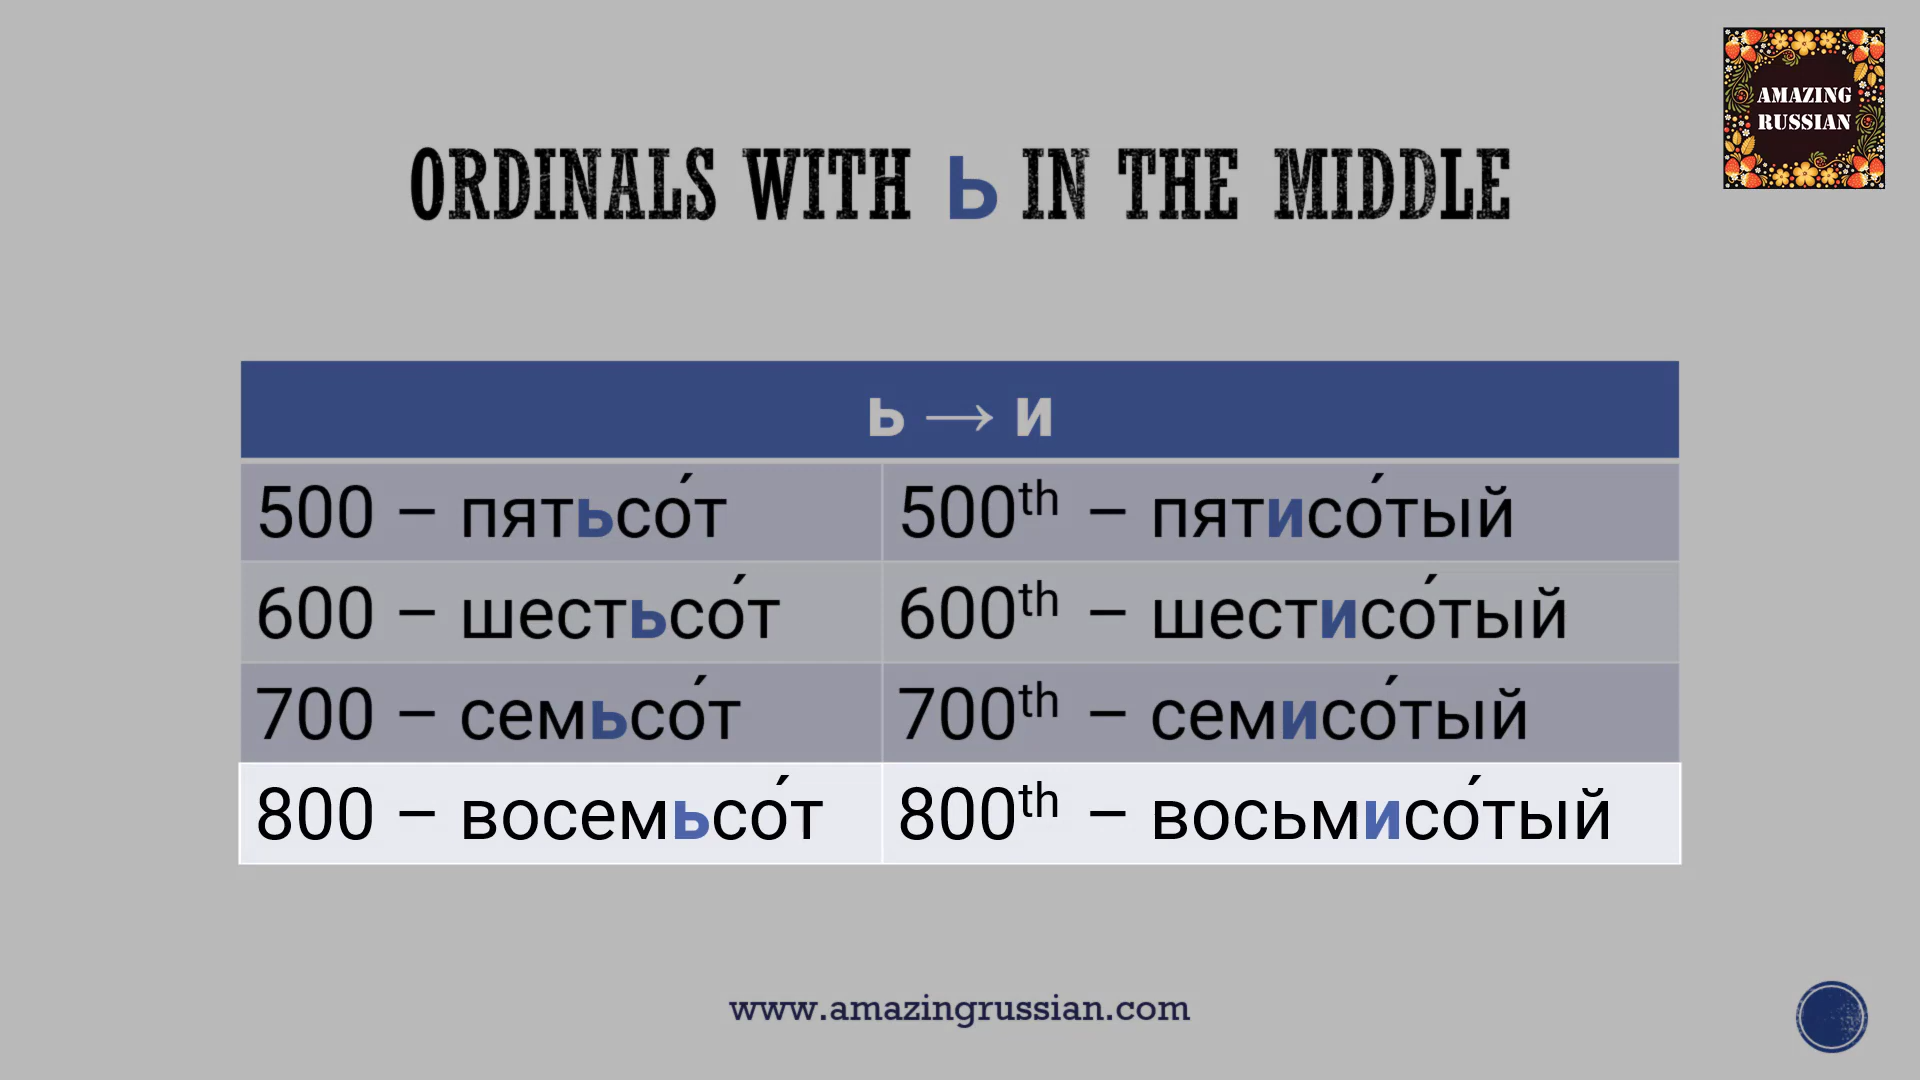 AMAZING
RUSSIAN
ORDINALS WITH Ь IN THE MIDDLE
ь → и
500 – пятьсо́т 500th – пятисо́тый
600 – шестьсо́т 600th – шестисо́тый
700 – семьсо́т 700th – семисо́тый
800 – восемьсо́т 800th – восьмисо́тый
www.amazingrussian.com